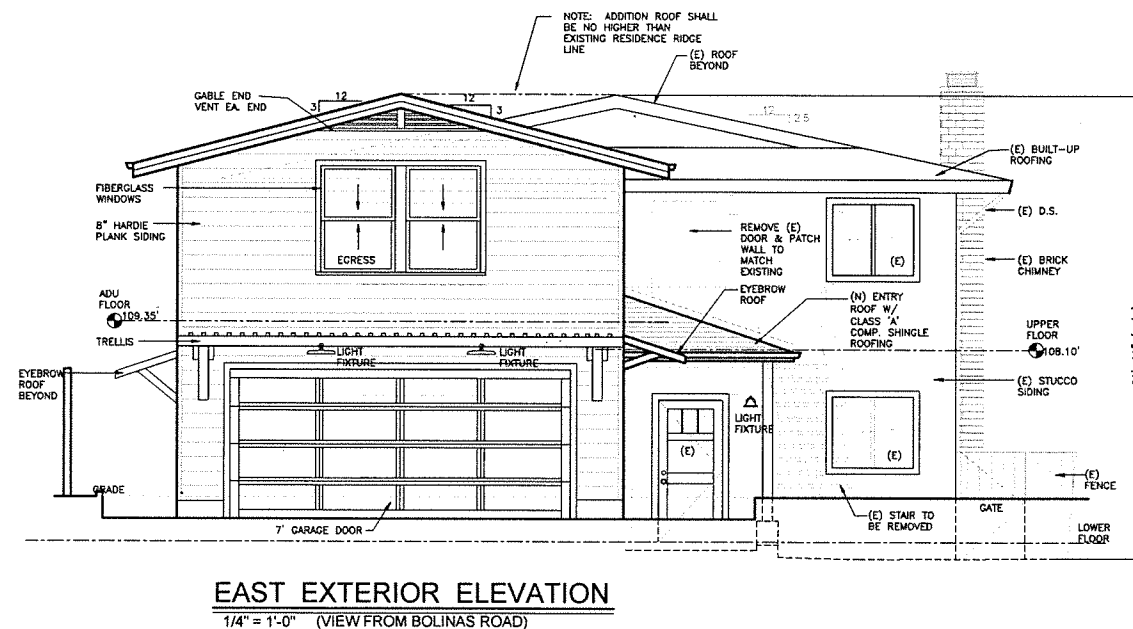 NOTE: ADDITION ROOF SHALL
BE NO HIGHER THAN
EXISTING RESIDENCE RIDGE
LINE
(E) ROOF
BEYOND
GABLE END
VENT EA. END
12
3
12
3
12
2.5
(E) BUILT-UP
ROOFING
FIBERGLASS
WINDOWS
8" HARDIE
PLANK SIDING
EGRESS
REMOVE (E)
DOOR & PATCH
WALL TO
MATCH
EXISTING
(E)
(E) D.S.
(E) BRICK
CHIMNEY
EYEBROW
ROOF
(N) ENTRY
ROOF W/
CLASS 'A'
COMP. SHINGLE
ROOFING
ADU
FLOOR
109.35'
UPPER
FLOOR
108.10'
TRELLIS
LIGHT
FIXTURE
LIGHT
FIXTURE
EYEBROW
ROOF
BEYOND
(E) STUCCO
SIDING
LIGHT
FIXTURE
(E)
(E)
(E)
FENCE
GRADE
7' GARAGE DOOR
(E) STAIR TO
BE REMOVED
GATE
LOWER
FLOOR
EAST EXTERIOR ELEVATION
1/4" = 1'-0" (VIEW FROM BOLINAS ROAD)